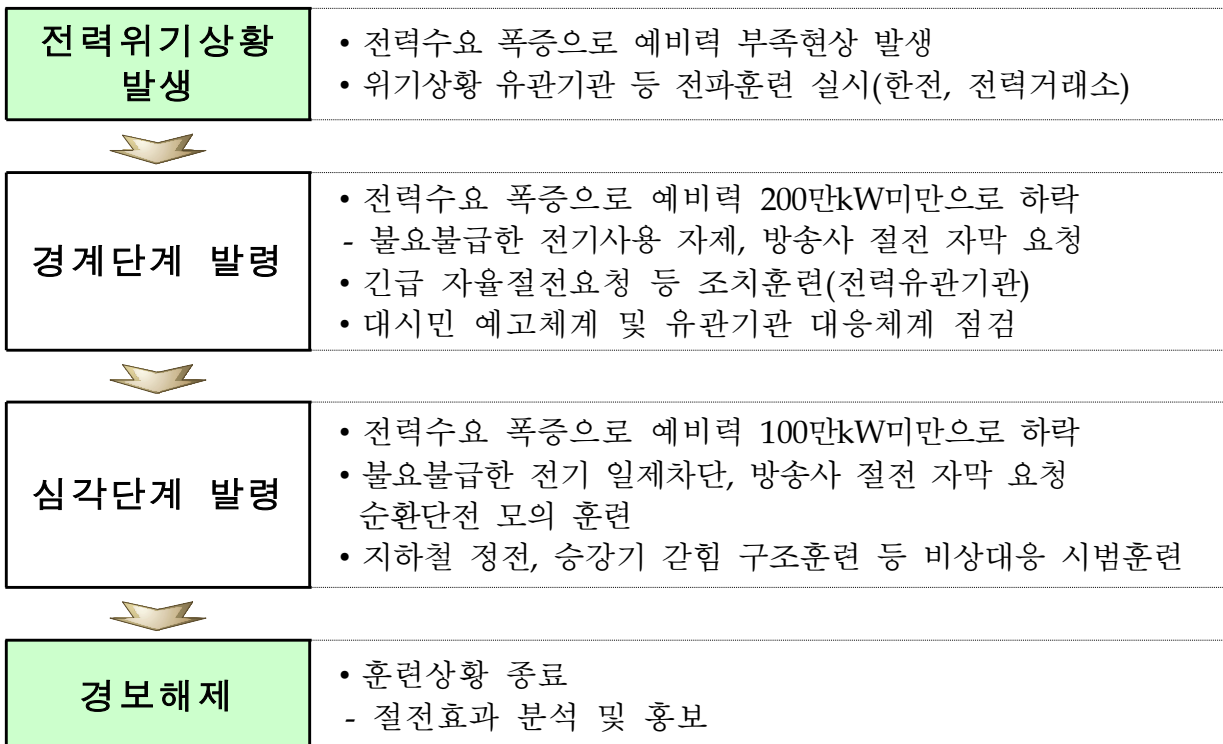 전력위기상황
발생
• 전력수요 폭증으로 예비력 부족현상 발생
• 위기상황 유관기관 등 전파훈련 실시(한전, 전력거래소)
경계단계 발령
• 전력수요 폭증으로 예비력 200만kW미만으로 하락
- 불요불급한 전기사용 자제, 방송사 절전 자막 요청
• 긴급 자율절전요청 등 조치훈련(전력유관기관)
• 대시민 예고체계 및 유관기관 대응체계 점검
심각단계 발령
• 전력수요 폭증으로 예비력 100만kW미만으로 하락
• 불요불급한 전기 일제차단, 방송사 절전 자막 요청
순환단전 모의 훈련
• 지하철 정전, 승강기 갇힘 구조훈련 등 비상대응 시범훈련
경보해제
• 훈련상황 종료
- 절전효과 분석 및 홍보